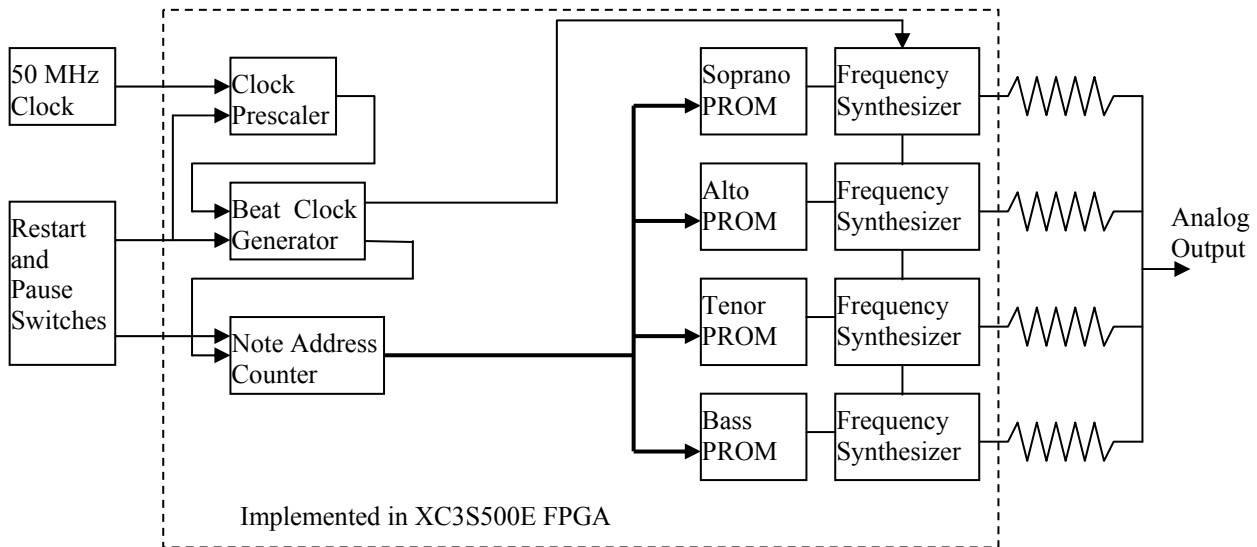 50 MHz
Clock
Clock
Prescaler
Soprano
PROM
Frequency
Synthesizer
Restart
and
Pause
Switches
Beat Clock
Generator
Alto
PROM
Frequency
Synthesizer
Analog
Output
Note Address
Counter
Tenor
PROM
Frequency
Synthesizer
Bass
PROM
Frequency
Synthesizer
Implemented in XC3S500E FPGA